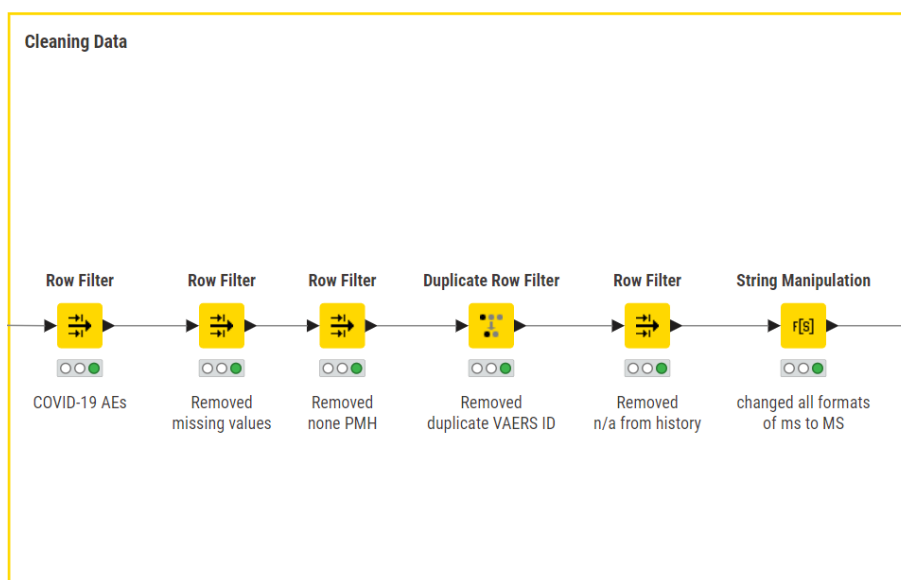 Cleaning Data
Row Filter
Row Filter
Row Filter
Duplicate Row Filter
Row Filter
String Manipulation
F[S]
COVID-19 AEs
Removed
missing values
Removed
none PMH
Removed
duplicate VAERS ID
Removed
n/a from history
changed all formats
of ms to MS